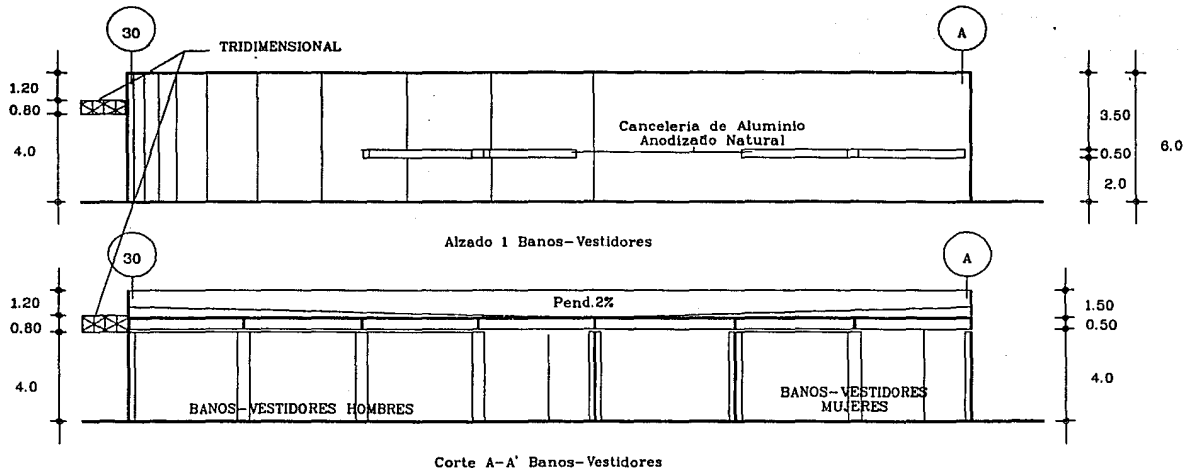 30
A
TRIDIMENSIONAL
1.20
0.80
4.0
Canceleria de Aluminio
Anodizado Natural
3.50
0.50
2.0
6.0
Alzado 1 Banos-Vestidores
30
A
1.20
0.80
4.0
Pend.2%
1.50
0.50
4.0
BANOS-VESTIDORES HOMBRES
BANOS-VESTIDORES
MUJERES
Corte A-A' Banos-Vestidores